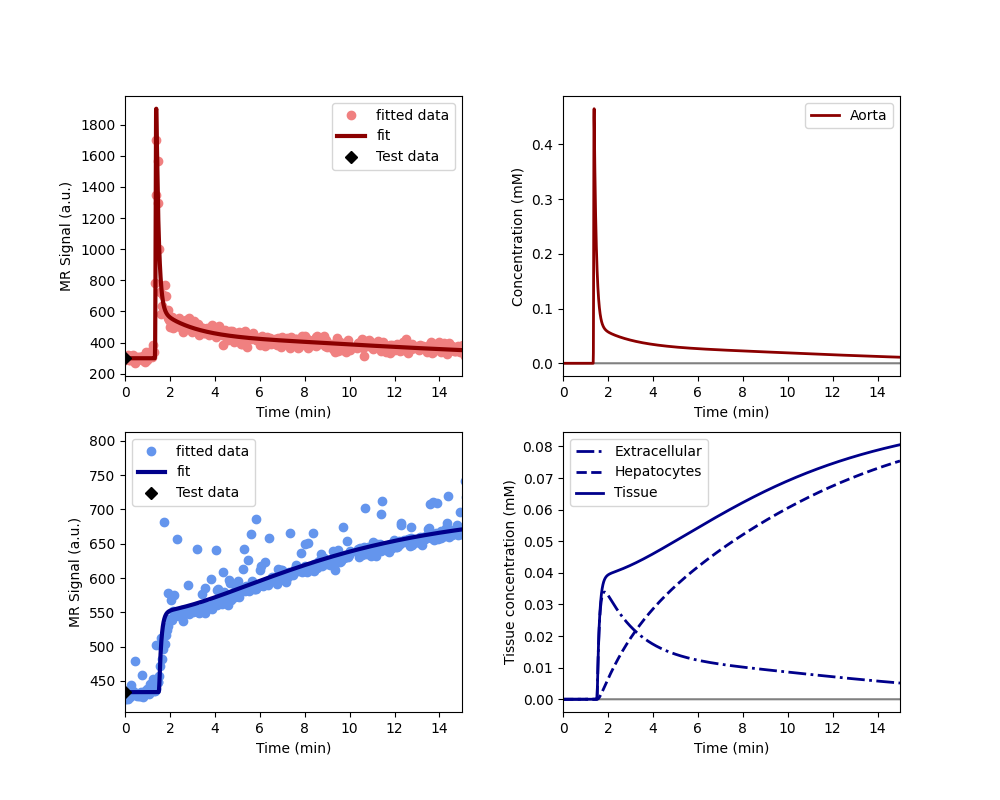 1800
1600
1400
1200
1000
800
600
400
200
MR Signal (a.u.)
fitted data
fit
Test data
0 2 4 6 8 10 12 14
Time (min)
0.4
0.3
0.2
0.1
0.0
Concentration (mM)
Aorta
0 2 4 6 8 10 12 14
Time (min)
800
750
700
650
600
550
500
450
MR Signal (a.u.)
fitted data
fit
Test data
0 2 4 6 8 10 12 14
Time (min)
0.08
0.07
0.06
0.05
0.04
0.03
0.02
0.01
0.00
Tissue concentration (mM)
Extracellular
Hepatocytes
Tissue
0 2 4 6 8 10 12 14
Time (min)